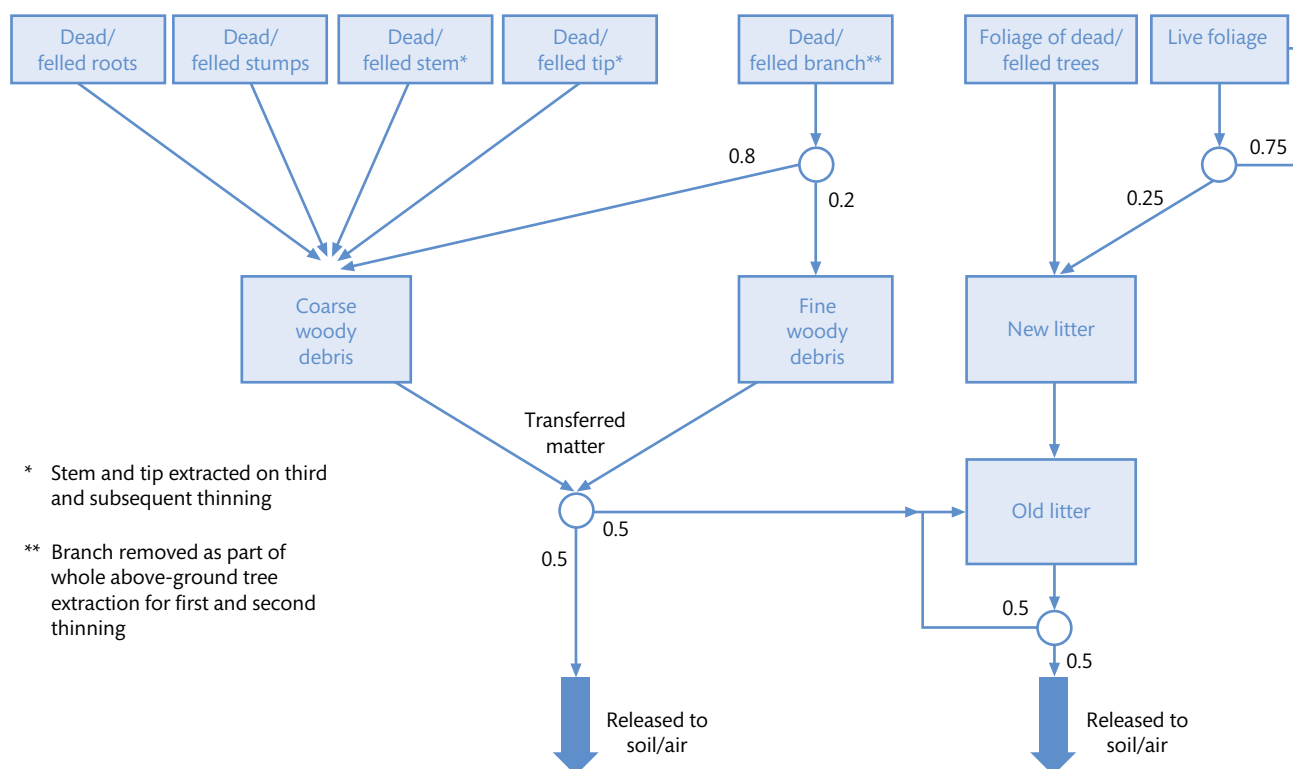 Dead/
felled roots
Dead/
felled stumps
Dead/
felled stem*
Dead/
felled tip*
Dead/
felled branch**
Foliage of dead/
felled trees
Live foliage
0.8
0.2
0.75
0.25
Coarse
woody
debris
Fine
woody
debris
New litter
Transferred
matter
* Stem and tip extracted on third
and subsequent thinning
** Branch removed as part of
whole above-ground tree
extraction for first and second
thinning
0.5
0.5
Old litter
0.5
0.5
Released to
soil/air
Released to
soil/air